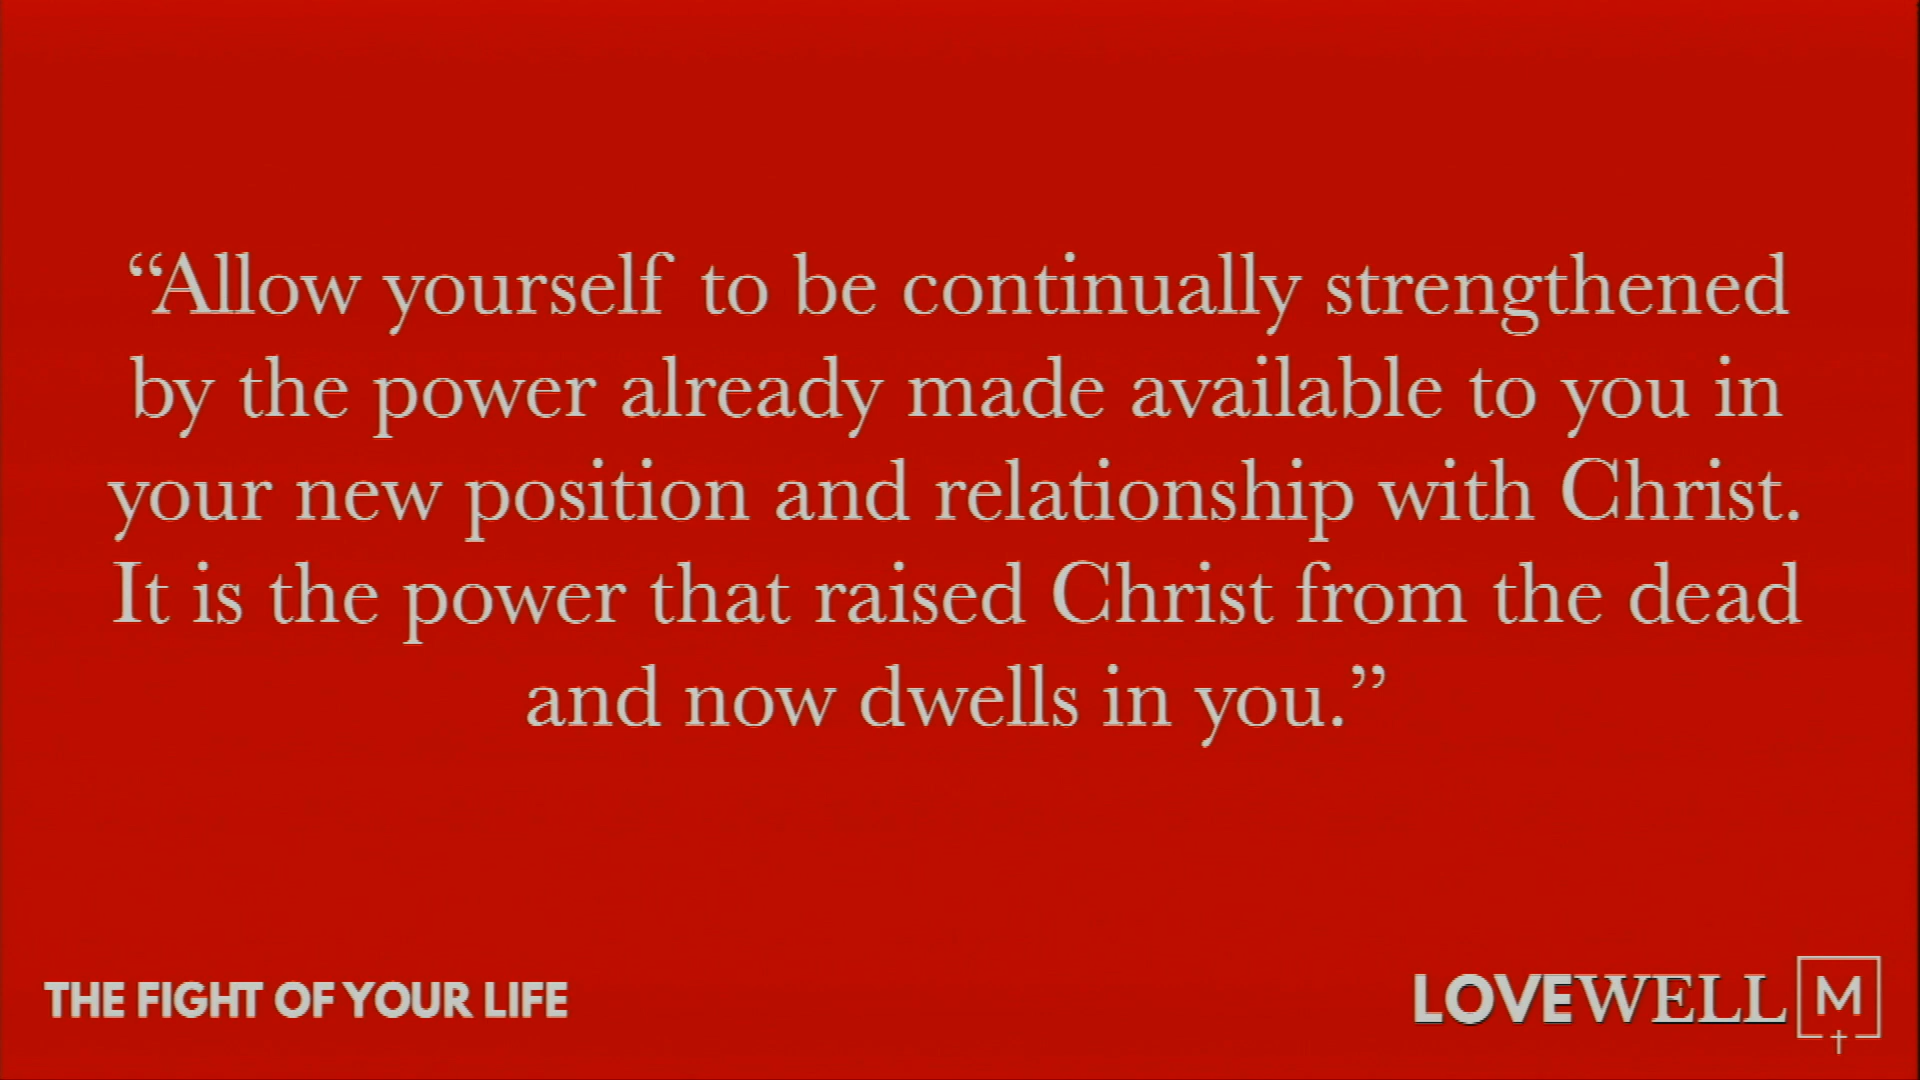 “Allow yourself to be continually strengthened
by the power already made available to you in
your new position and relationship with Christ.
It is the power that raised Christ from the dead
and now dwells in you.”
THE FIGHT OF YOUR LIFE
LOVEWELL M